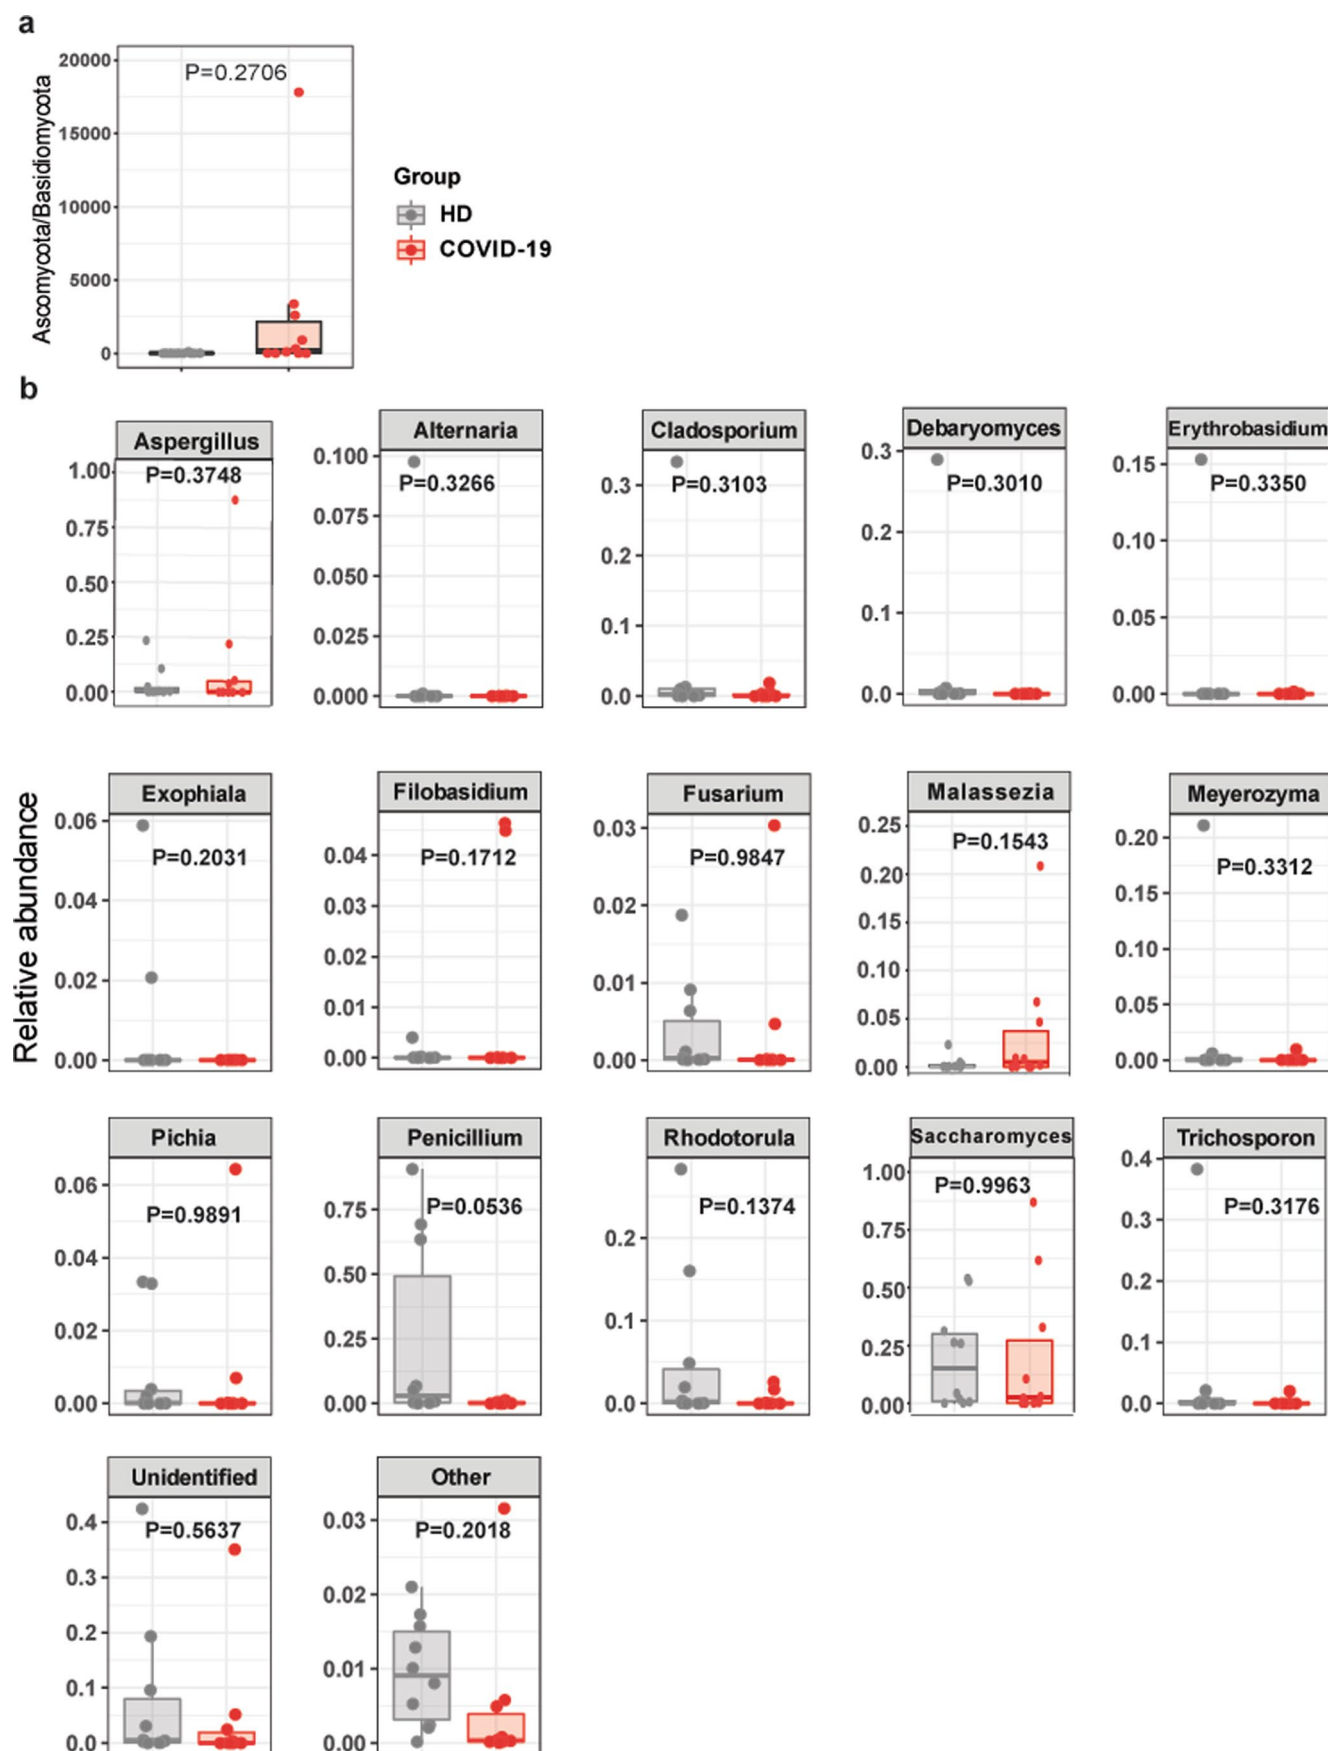 a
20000
15000
10000
5000
0
Ascomycota/Basidiomycota
P=0.2706
Group
HD
COVID-19
b
Relative abundance
Aspergillus
P=0.3748
1.00
0.75
0.50
0.25
0.00
Alternaria
P=0.3266
0.100
0.075
0.050
0.025
0.000
Cladosporium
P=0.3103
0.3
0.2
0.1
0.0
Debaryomyces
P=0.3010
0.3
0.2
0.1
0.0
Erythrobasidium
P=0.3350
0.15
0.10
0.05
0.00
Exophiala
P=0.2031
0.06
0.04
0.02
0.00
Filobasidium
P=0.1712
0.04
0.03
0.02
0.01
0.00
Fusarium
P=0.9847
0.03
0.02
0.01
0.00
Malassezia
P=0.1543
0.25
0.20
0.15
0.10
0.05
0.00
Meyerozyma
P=0.3312
0.20
0.15
0.10
0.05
0.00
Pichia
P=0.9891
0.06
0.04
0.02
0.00
Penicillium
P=0.0536
0.75
0.50
0.25
0.00
Rhodotorula
P=0.1374
0.2
0.1
0.0
Saccharomyces
P=0.9963
1.00
0.75
0.50
0.25
0.00
Trichosporon
P=0.3176
0.4
0.3
0.2
0.1
0.0
Unidentified
P=0.5637
0.4
0.3
0.2
0.1
0.0
Other
P=0.2018
0.03
0.02
0.01
0.00